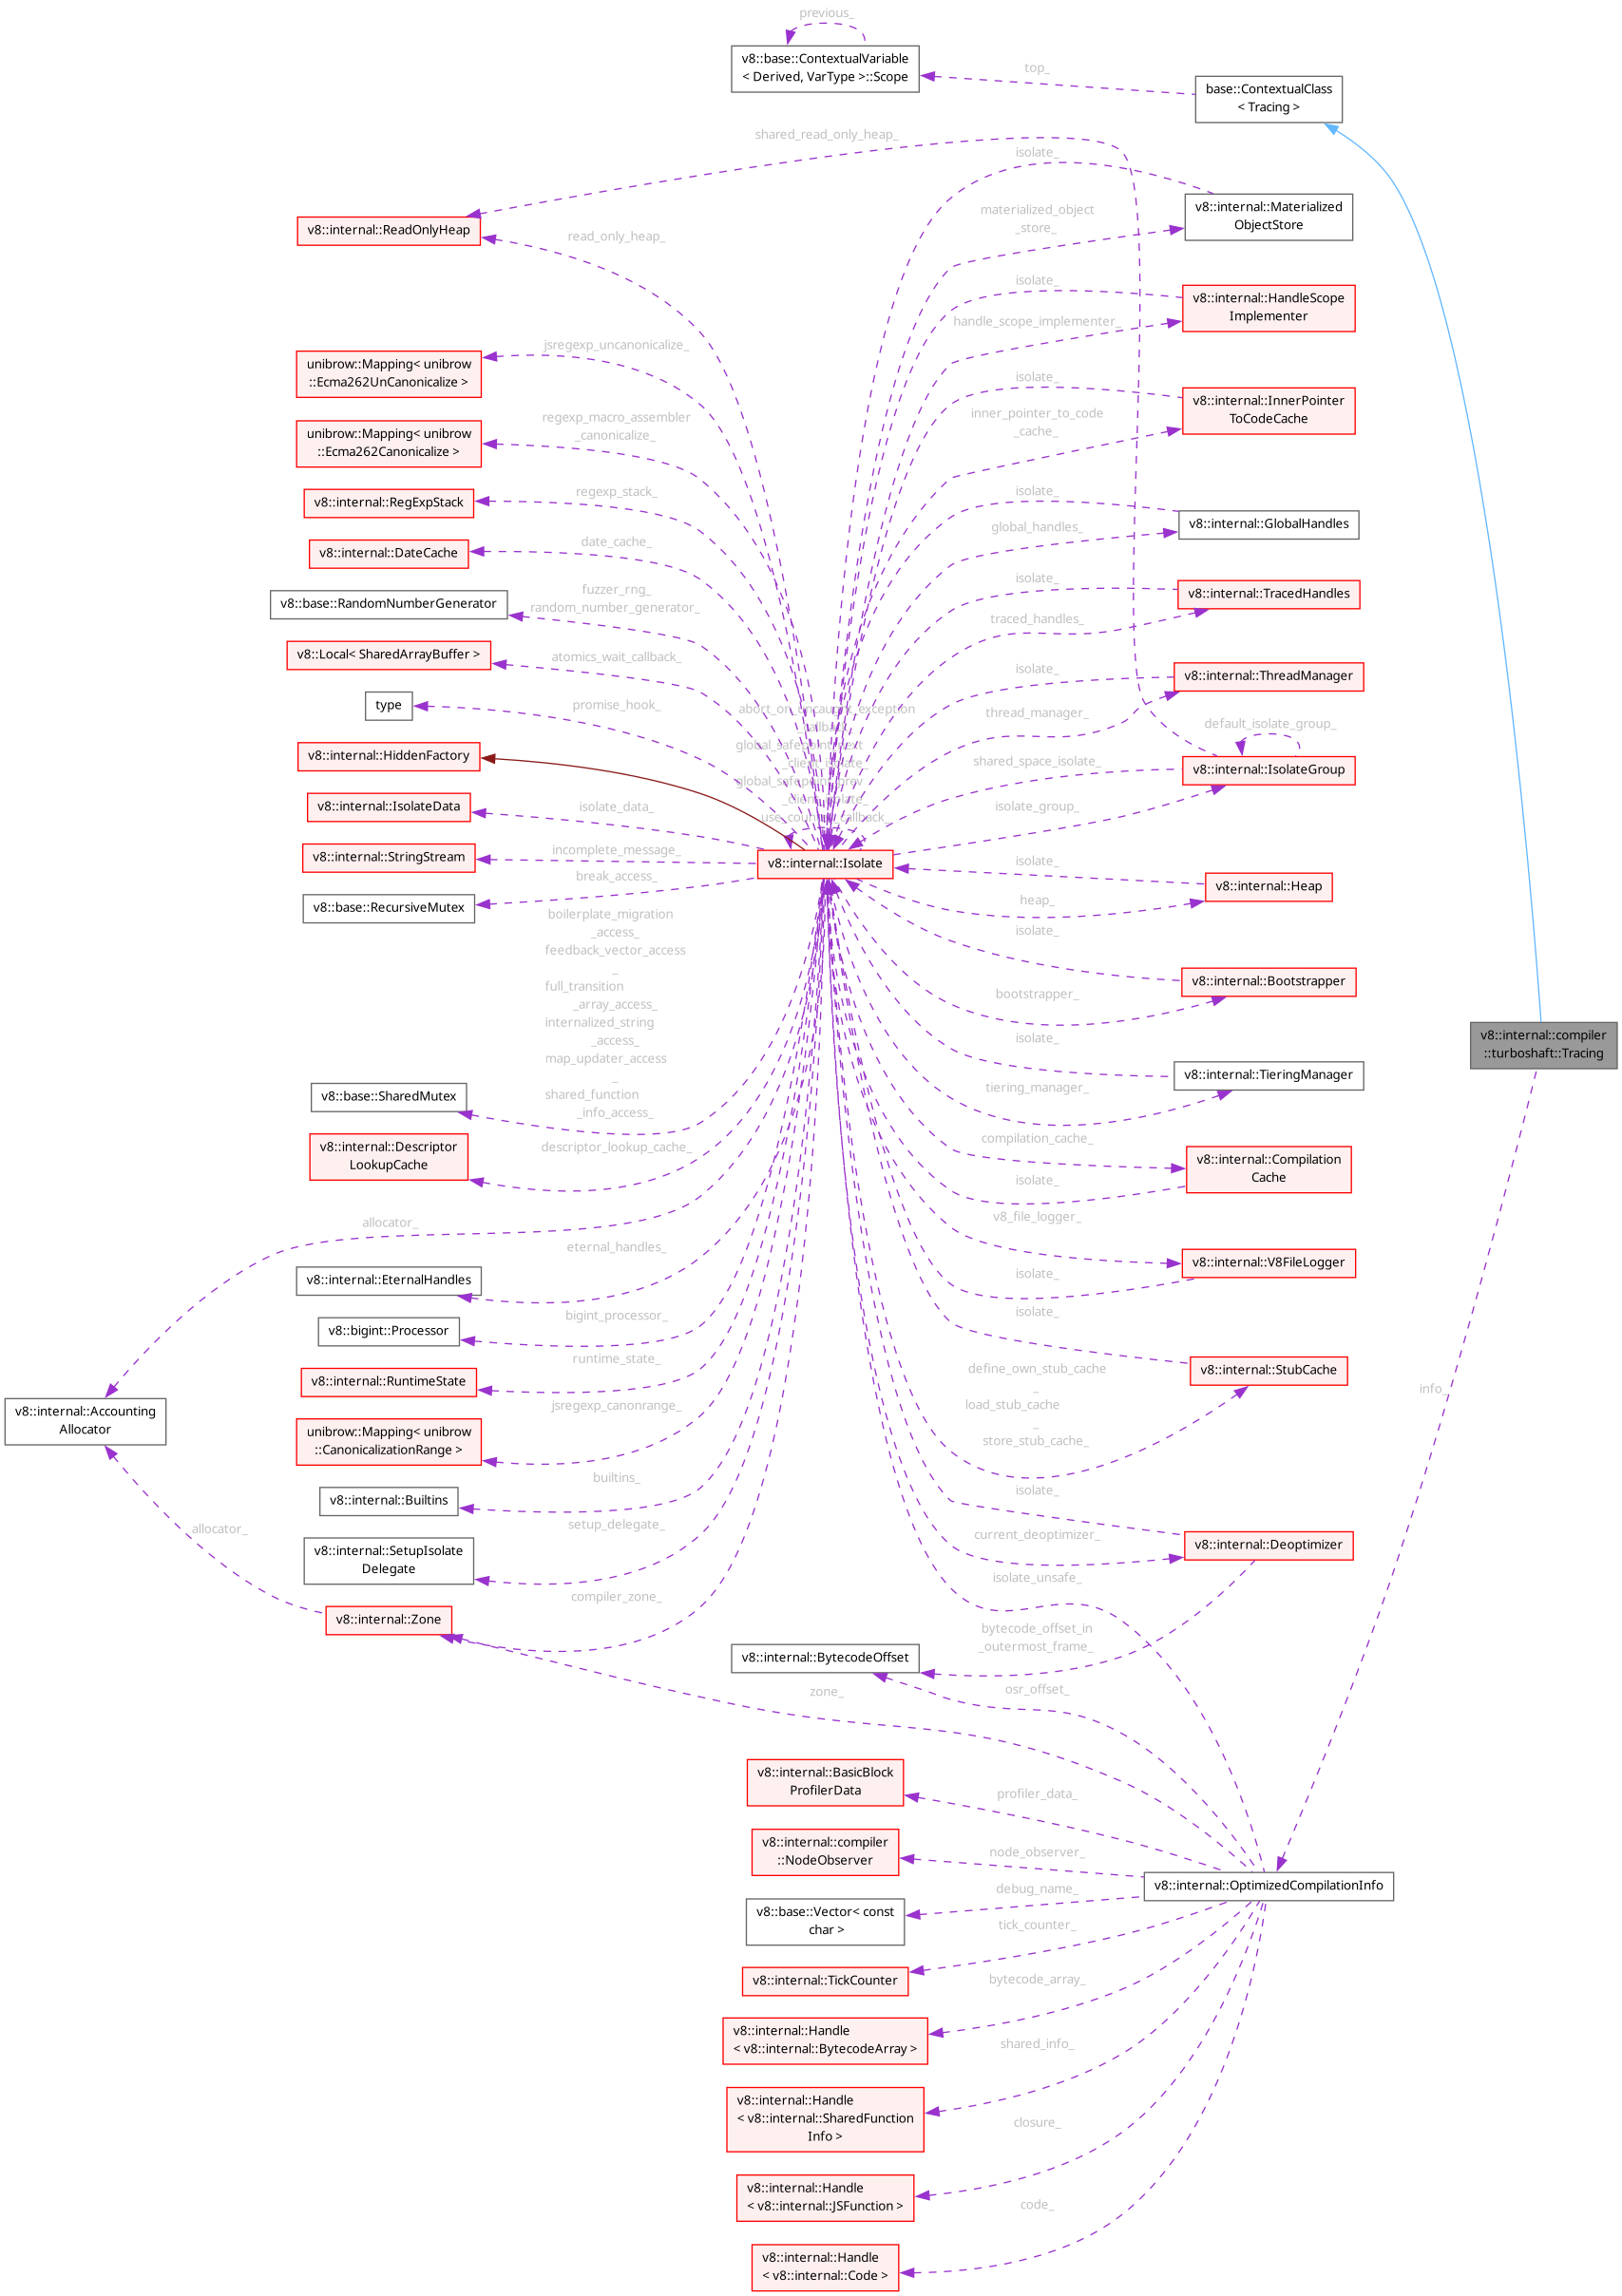 previous_
v8::base::ContextualVariable
< Derived, VarType >::Scope
top_
base::ContextualClass
< Tracing >
shared_read_only_heap_
isolate_
v8::internal::Materialized
ObjectStore
materialized_object
_store_
v8::internal::ReadOnlyHeap
read_only_heap_
isolate_
v8::internal::HandleScope
Implementer
handle_scope_implementer_
jsregexp_uncanonicalize_
unibrow::Mapping< unibrow
::Ecma262UnCanonicalize >
isolate_
v8::internal::InnerPointer
ToCodeCache
inner_pointer_to_code
_cache_
regexp_macro_assembler
_canonicalize_
unibrow::Mapping< unibrow
::Ecma262Canonicalize >
regexp_stack_
v8::internal::RegExpStack
isolate_
v8::internal::GlobalHandles
global_handles_
date_cache_
v8::internal::DateCache
isolate_
v8::internal::TracedHandles
traced_handles_
fuzzer_rng_
random_number_generator_
v8::base::RandomNumberGenerator
v8::Local< SharedArrayBuffer >
atomics_wait_callback_
isolate_
v8::internal::ThreadManager
thread_manager_
type
promise_hook_
abort_on_uncaught_exception
_callback_
global_safepoint_next
_client_isolate_
global_safepoint_prev
_client_isolate_
use_counter_callback_
default_isolate_group_
v8::internal::HiddenFactory
shared_space_isolate_
v8::internal::IsolateGroup
isolate_group_
v8::internal::IsolateData
isolate_data_
v8::internal::StringStream
incomplete_message_
v8::internal::Isolate
isolate_
v8::internal::Heap
heap_
v8::base::RecursiveMutex
break_access_
isolate_
v8::internal::Bootstrapper
bootstrapper_
boilerplate_migration
_access_
feedback_vector_access
_
full_transition
_array_access_
internalized_string
_access_
map_updater_access
_
shared_function
_info_access_
v8::internal::compiler
::turboshaft::Tracing
isolate_
v8::internal::TieringManager
tiering_manager_
v8::base::SharedMutex
v8::internal::Descriptor
LookupCache
descriptor_lookup_cache_
compilation_cache_
v8::internal::Compilation
Cache
isolate_
allocator_
v8_file_logger_
v8::internal::V8FileLogger
isolate_
eternal_handles_
v8::internal::EternalHandles
bigint_processor_
v8::bigint::Processor
isolate_
v8::internal::StubCache
define_own_stub_cache
_
load_stub_cache
_
store_stub_cache_
runtime_state_
v8::internal::RuntimeState
info_
v8::internal::Accounting
Allocator
jsregexp_canonrange_
unibrow::Mapping< unibrow
::CanonicalizationRange >
builtins_
v8::internal::Builtins
isolate_
allocator_
setup_delegate_
v8::internal::SetupIsolate
Delegate
current_deoptimizer_
v8::internal::Deoptimizer
isolate_unsafe_
compiler_zone_
v8::internal::Zone
bytecode_offset_in
_outermost_frame_
v8::internal::BytecodeOffset
osr_offset_
zone_
v8::internal::BasicBlock
ProfilerData
profiler_data_
v8::internal::compiler
::NodeObserver
node_observer_
v8::internal::OptimizedCompilationInfo
debug_name_
v8::base::Vector< const
char >
tick_counter_
v8::internal::TickCounter
bytecode_array_
v8::internal::Handle
< v8::internal::BytecodeArray >
shared_info_
v8::internal::Handle
< v8::internal::SharedFunction
Info >
closure_
v8::internal::Handle
< v8::internal::JSFunction >
code_
v8::internal::Handle
< v8::internal::Code >